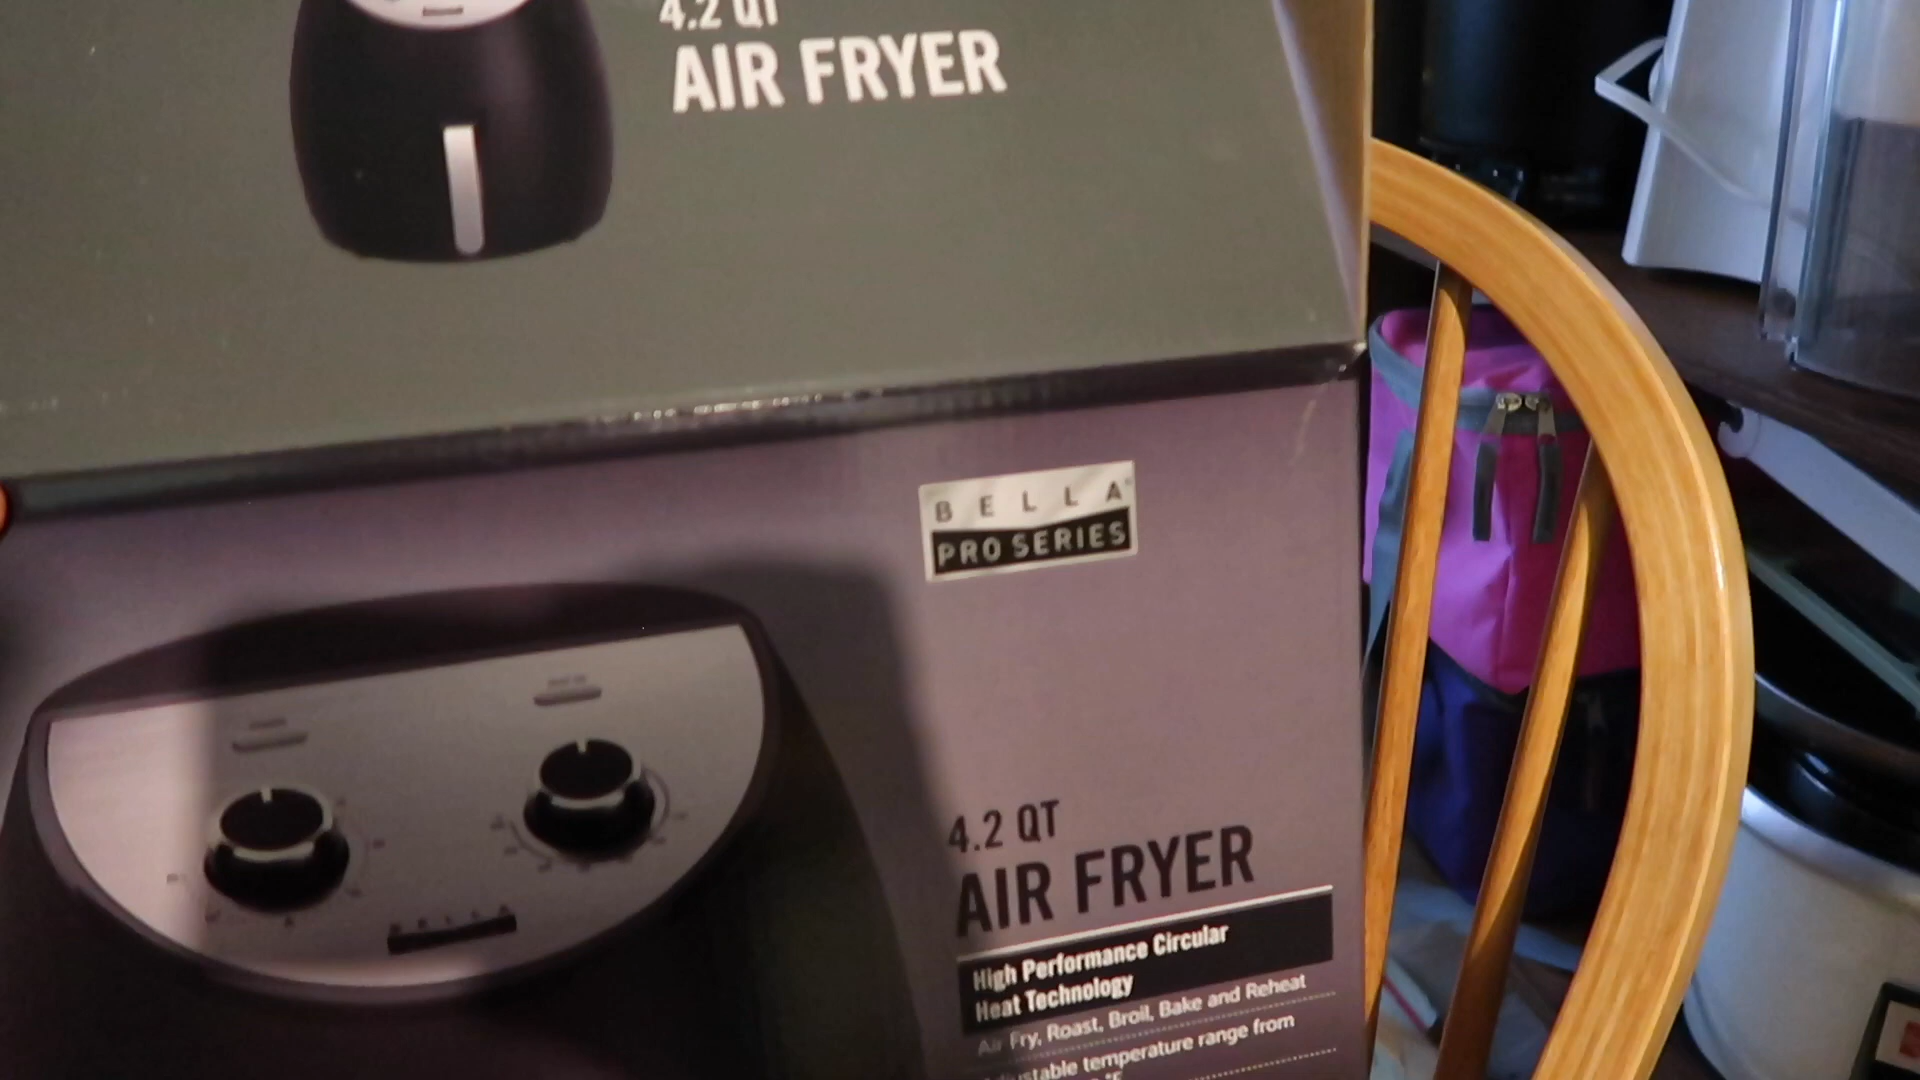 4.2 QT
AIR FRYER
BELLA
PRO SERIES
BELLA
4.2 QT
AIR FRYER
High Performance Circular
Heat Technology
Air Fry, Roast, Broil, Bake and Reheat
temperature range from
°F